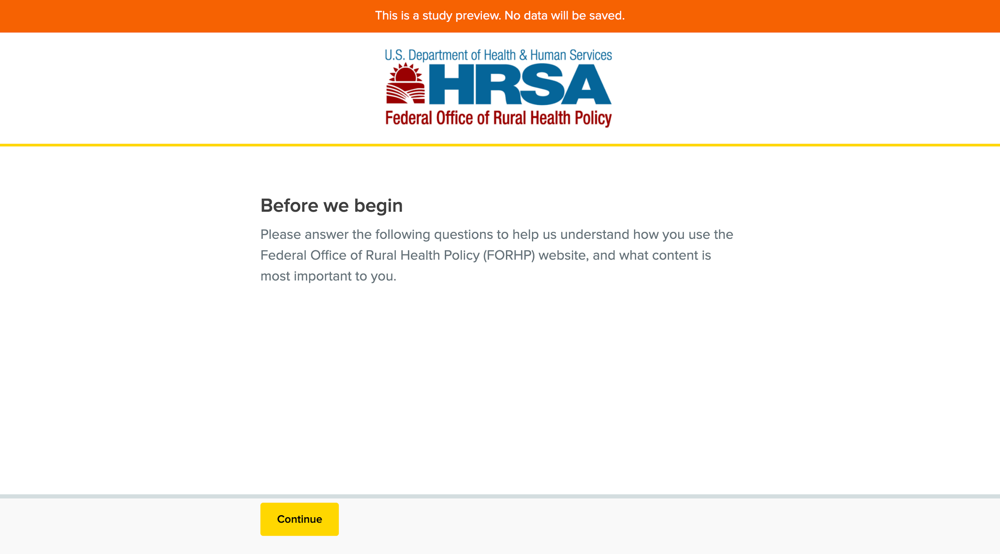 This is a study preview. No data will be saved.
U.S. Department of Health & Human Services
HRSA
Federal Office of Rural Health Policy
Before we begin
Please answer the following questions to help us understand how you use the
Federal Office of Rural Health Policy (FORHP) website, and what content is
most important to you.
Continue